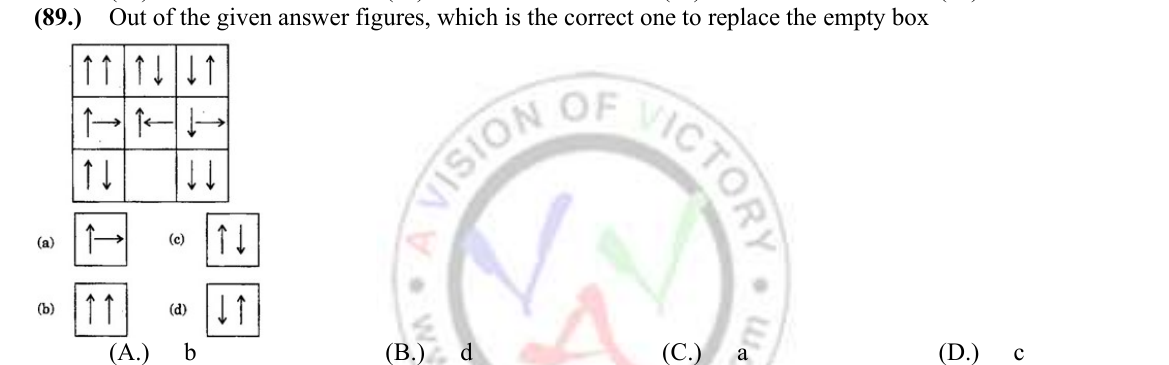 (89.) Out of the given answer figures, which is the correct one to replace the empty box
(a) (c)
(b) (d)
(A.) b (B.) d (C.) a (D.) c
A VISION OF VICTORY